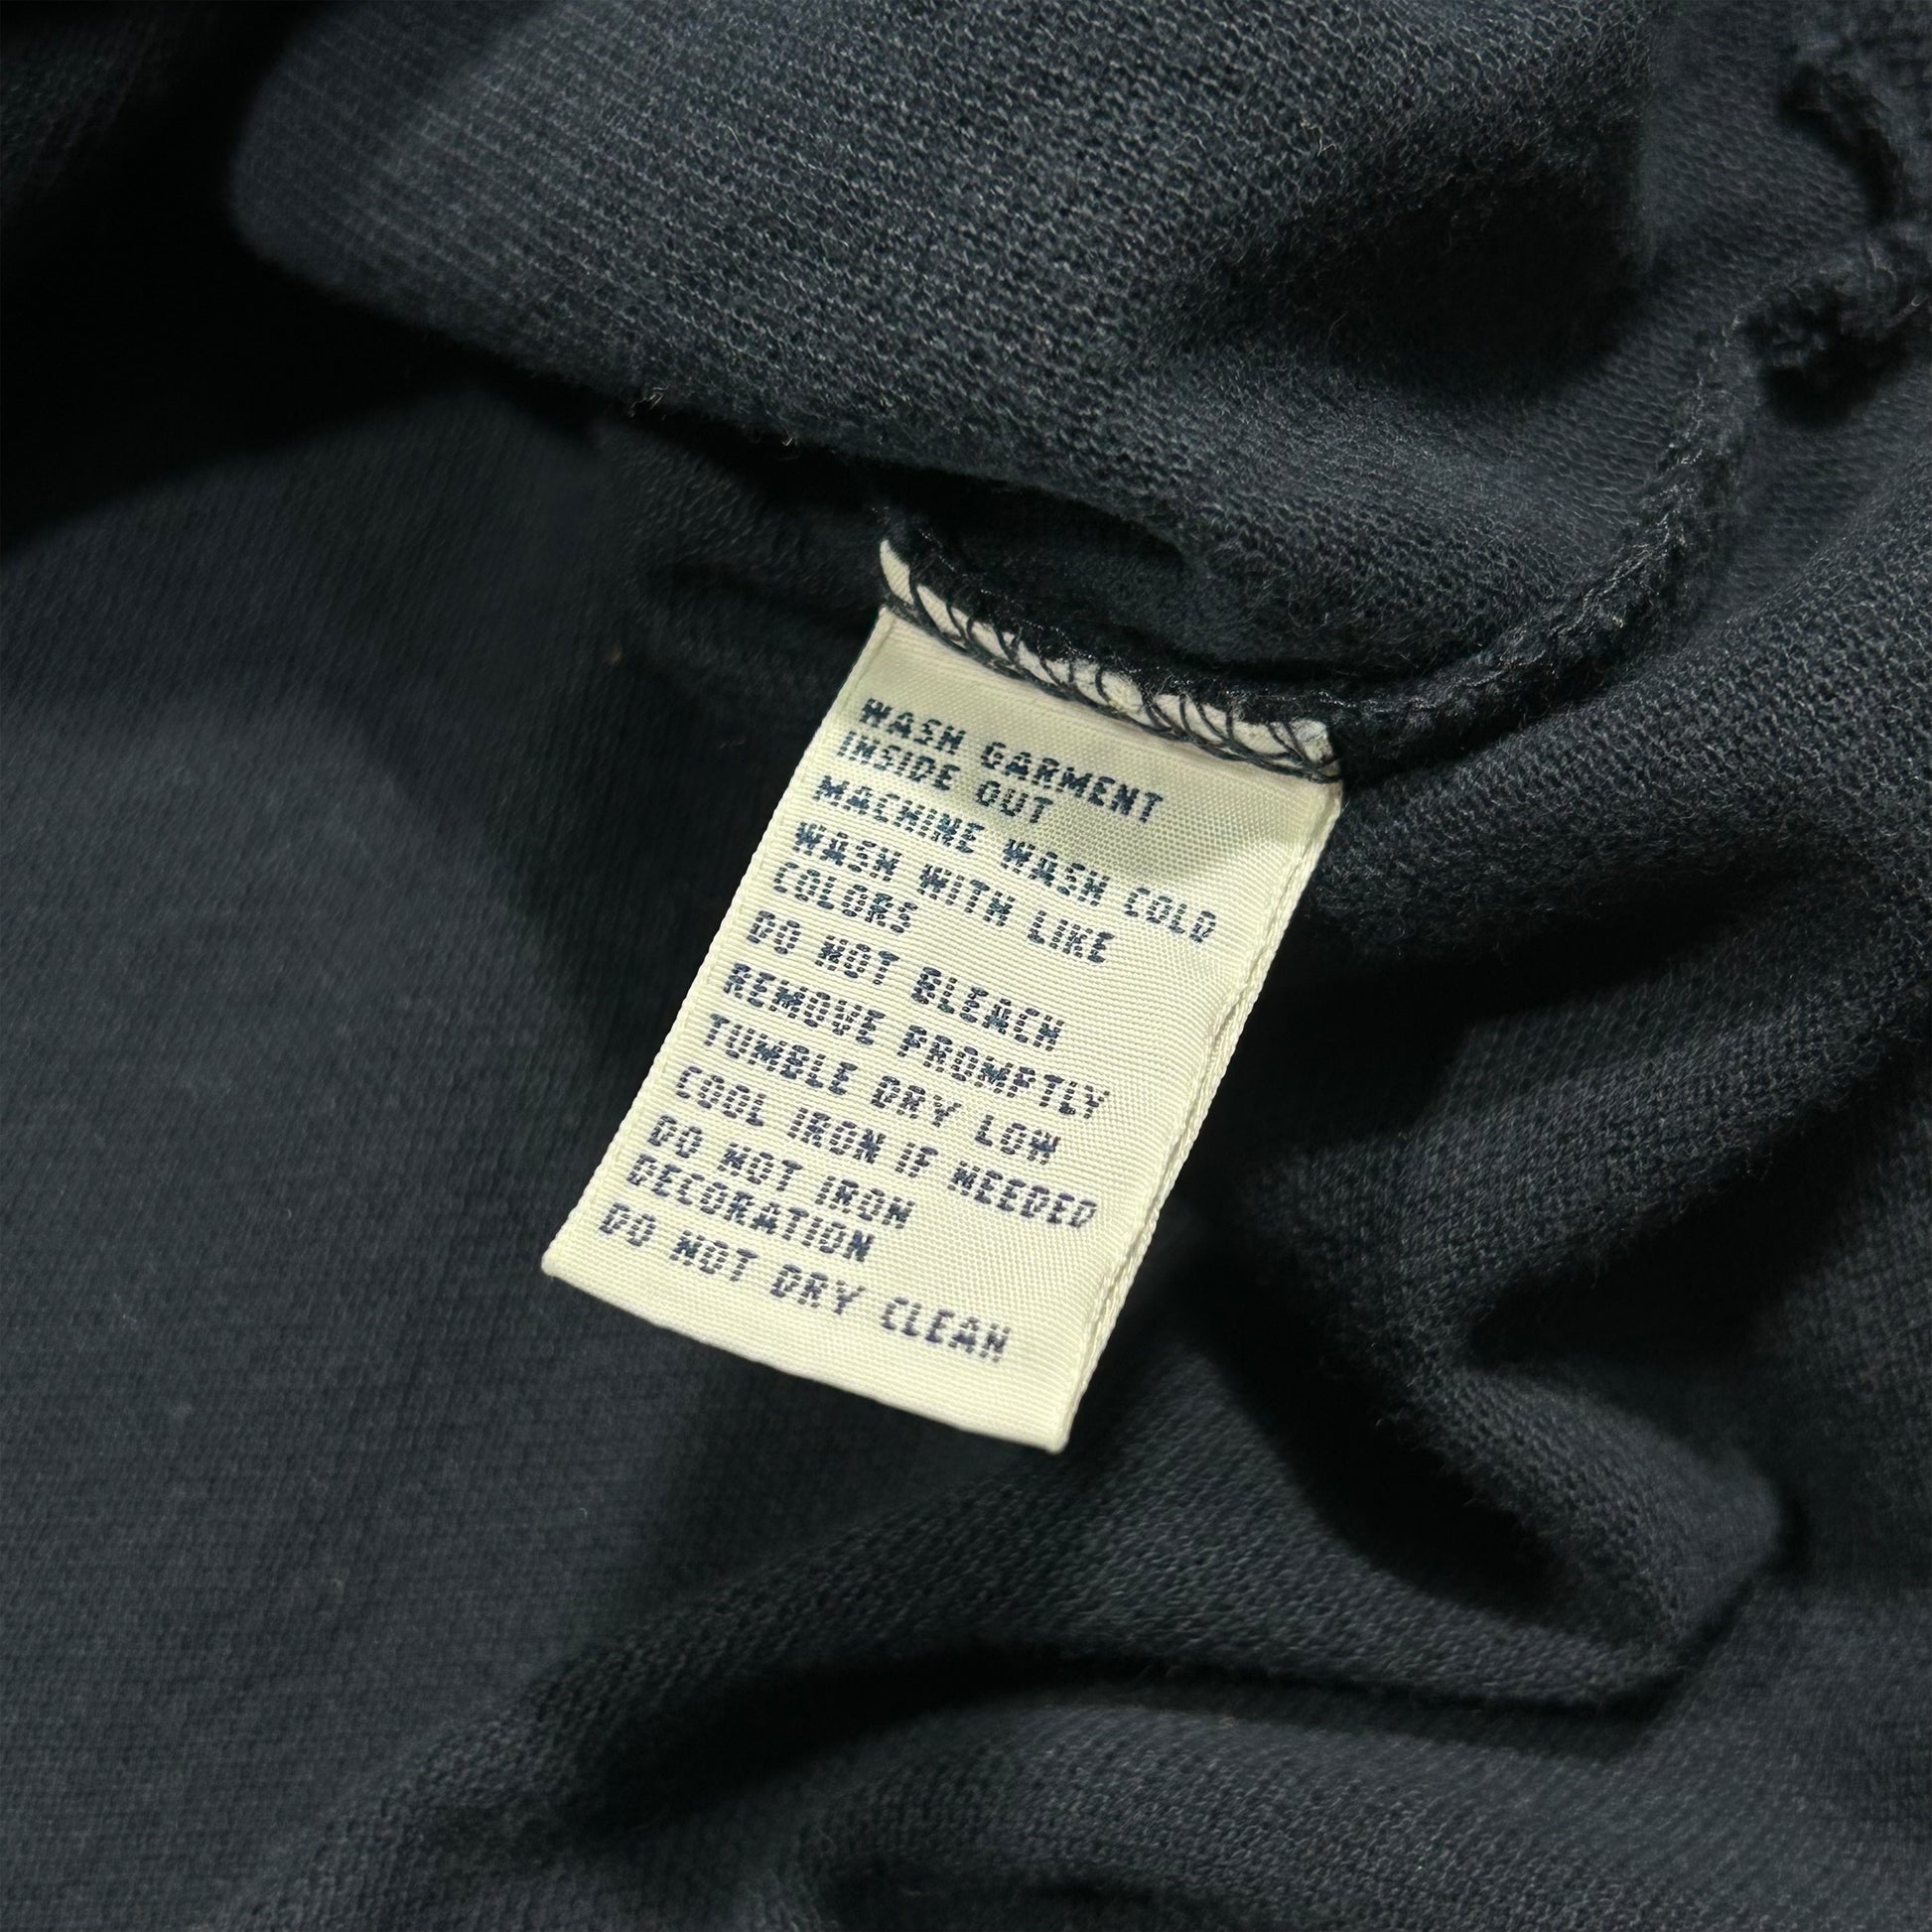 WASH GARMENT
INSIDE OUT
MACHINE WASH COLD
WASH WITH LIKE
COLORS
DO NOT BLEACH
REMOVE PROMPTLY
TUMBLE DRY LOW
COOL IRON IF NEEDED
DO NOT IRON
DECORATION
DO NOT DRY CLEAN